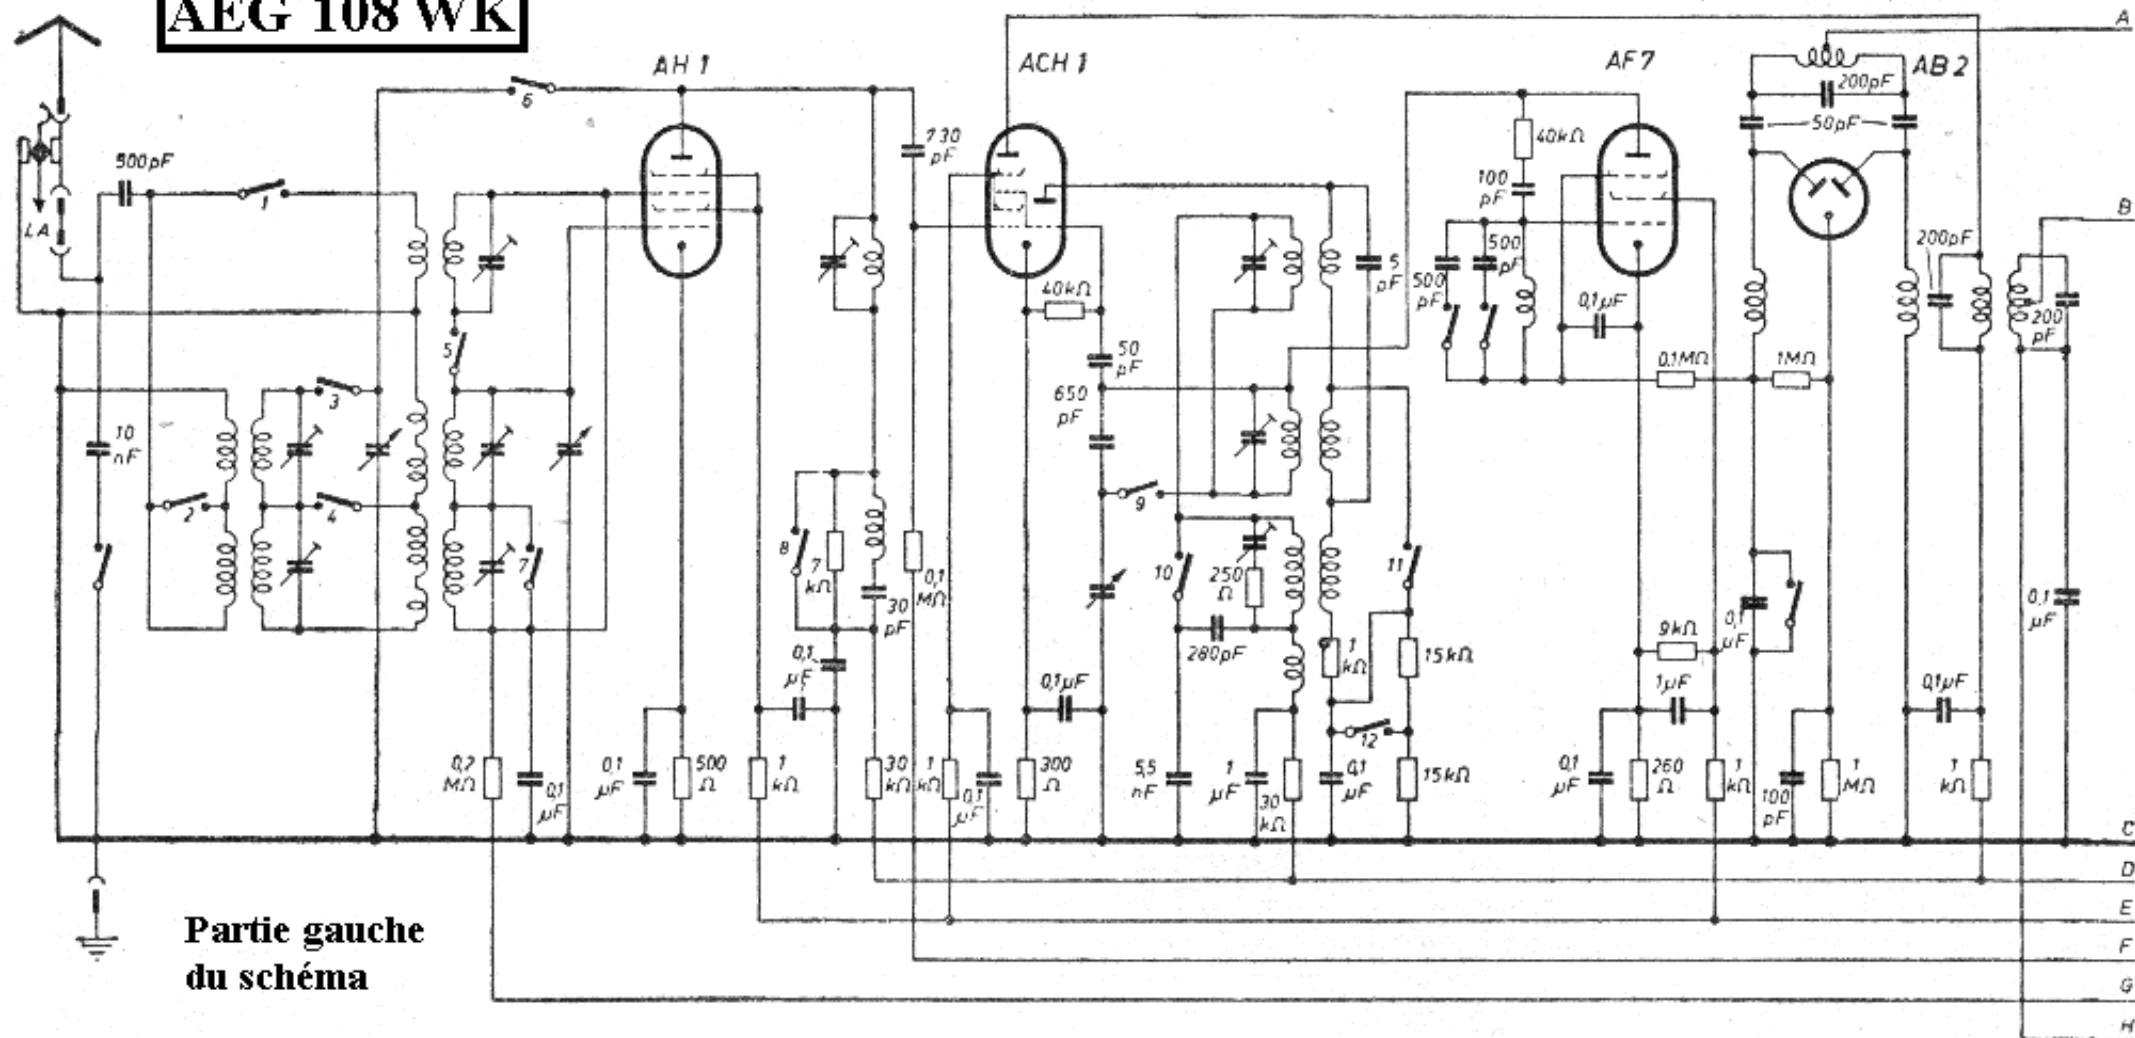 AEG 108 WK
AH 1
ACH 1
AF 7
AB 2
A
200pF
50pF
6
730
pF
40kΩ
500pF
1
100
pF
LA
B
500
pF
500
pF
5
pF
200pF
200
pF
40kΩ
0,1µF
50
pF
0,1MΩ
1MΩ
5
3
650
pF
10
nF
2
4
9
7
8
7
kΩ
30
pF
0,1
MΩ
10
250
Ω
11
0,1
µF
280pF
1
kΩ
15kΩ
9kΩ
0,1
µF
0,1
µF
0,1µF
1µF
0,1µF
12
0,2
MΩ
0,1
µF
0,1
µF
500
Ω
1
kΩ
30
kΩ
1
kΩ
0,1
µF
300
Ω
5,5
nF
1
µF
30
kΩ
0,1
µF
15kΩ
0,1
µF
260
Ω
1
kΩ
100
pF
1
MΩ
1
kΩ
C
D
E
F
G
H
Partie gauche
du schéma